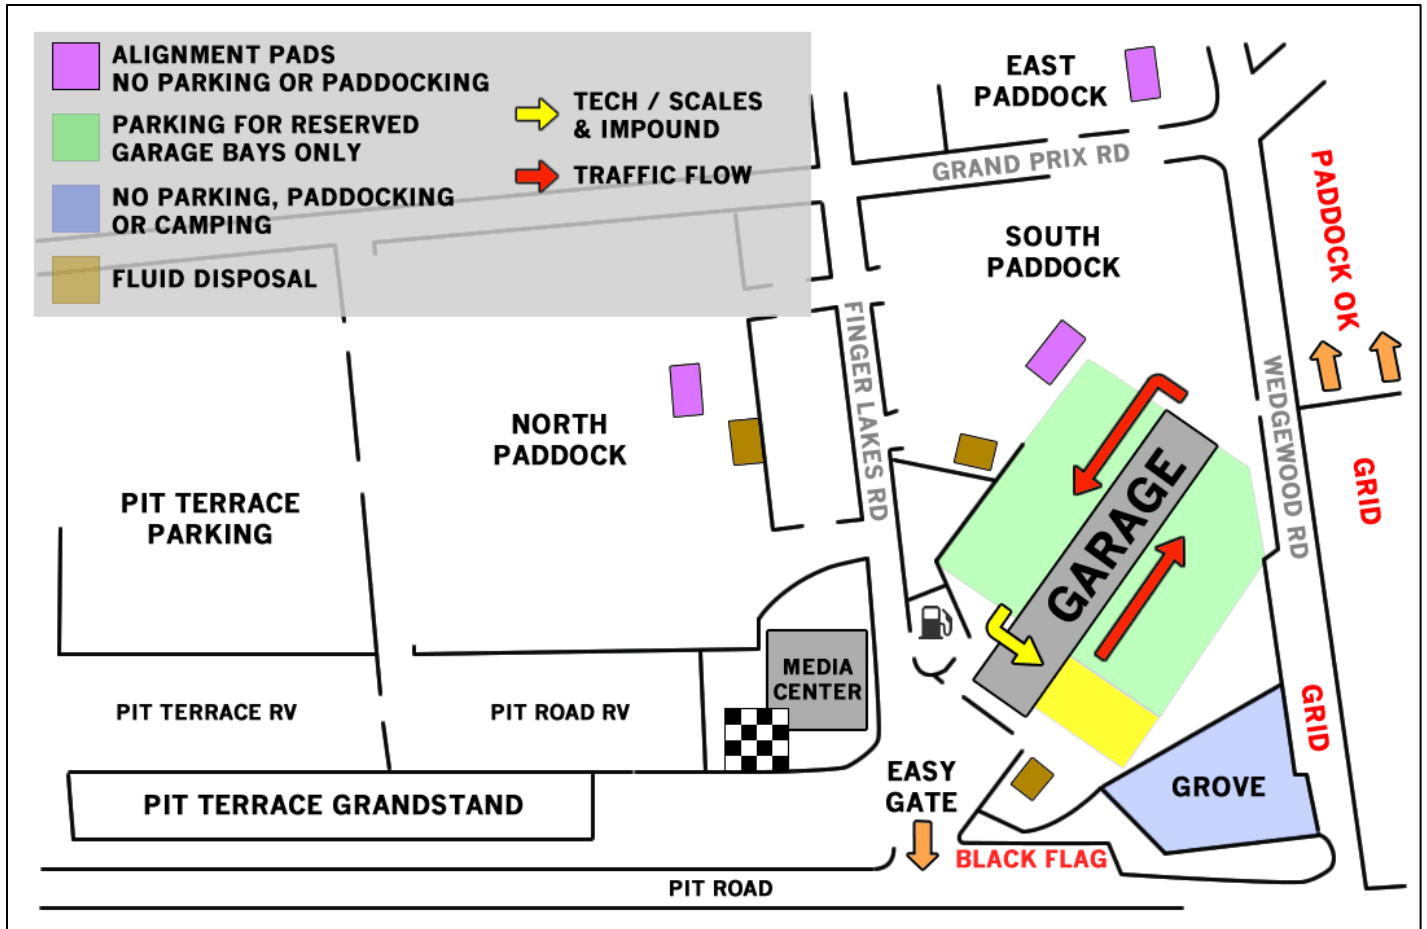 ALIGNMENT PADS
NO PARKING OR PADDOCKING
PARKING FOR RESERVED
GARAGE BAYS ONLY
NO PARKING, PADDOCKING
OR CAMPING
FLUID DISPOSAL
TECH / SCALES
& IMPOUND
TRAFFIC FLOW
EAST
PADDOCK
GRAND PRIX RD
SOUTH
PADDOCK
PADDOCK OK
FINGER LAKES RD
WEDGEWOOD RD
NORTH
PADDOCK
PIT TERRACE
PARKING
GARAGE
GRID
GRID
MEDIA
CENTER
PIT TERRACE RV
PIT ROAD RV
PIT TERRACE GRANDSTAND
EASY
GATE
GROVE
BLACK FLAG
PIT ROAD